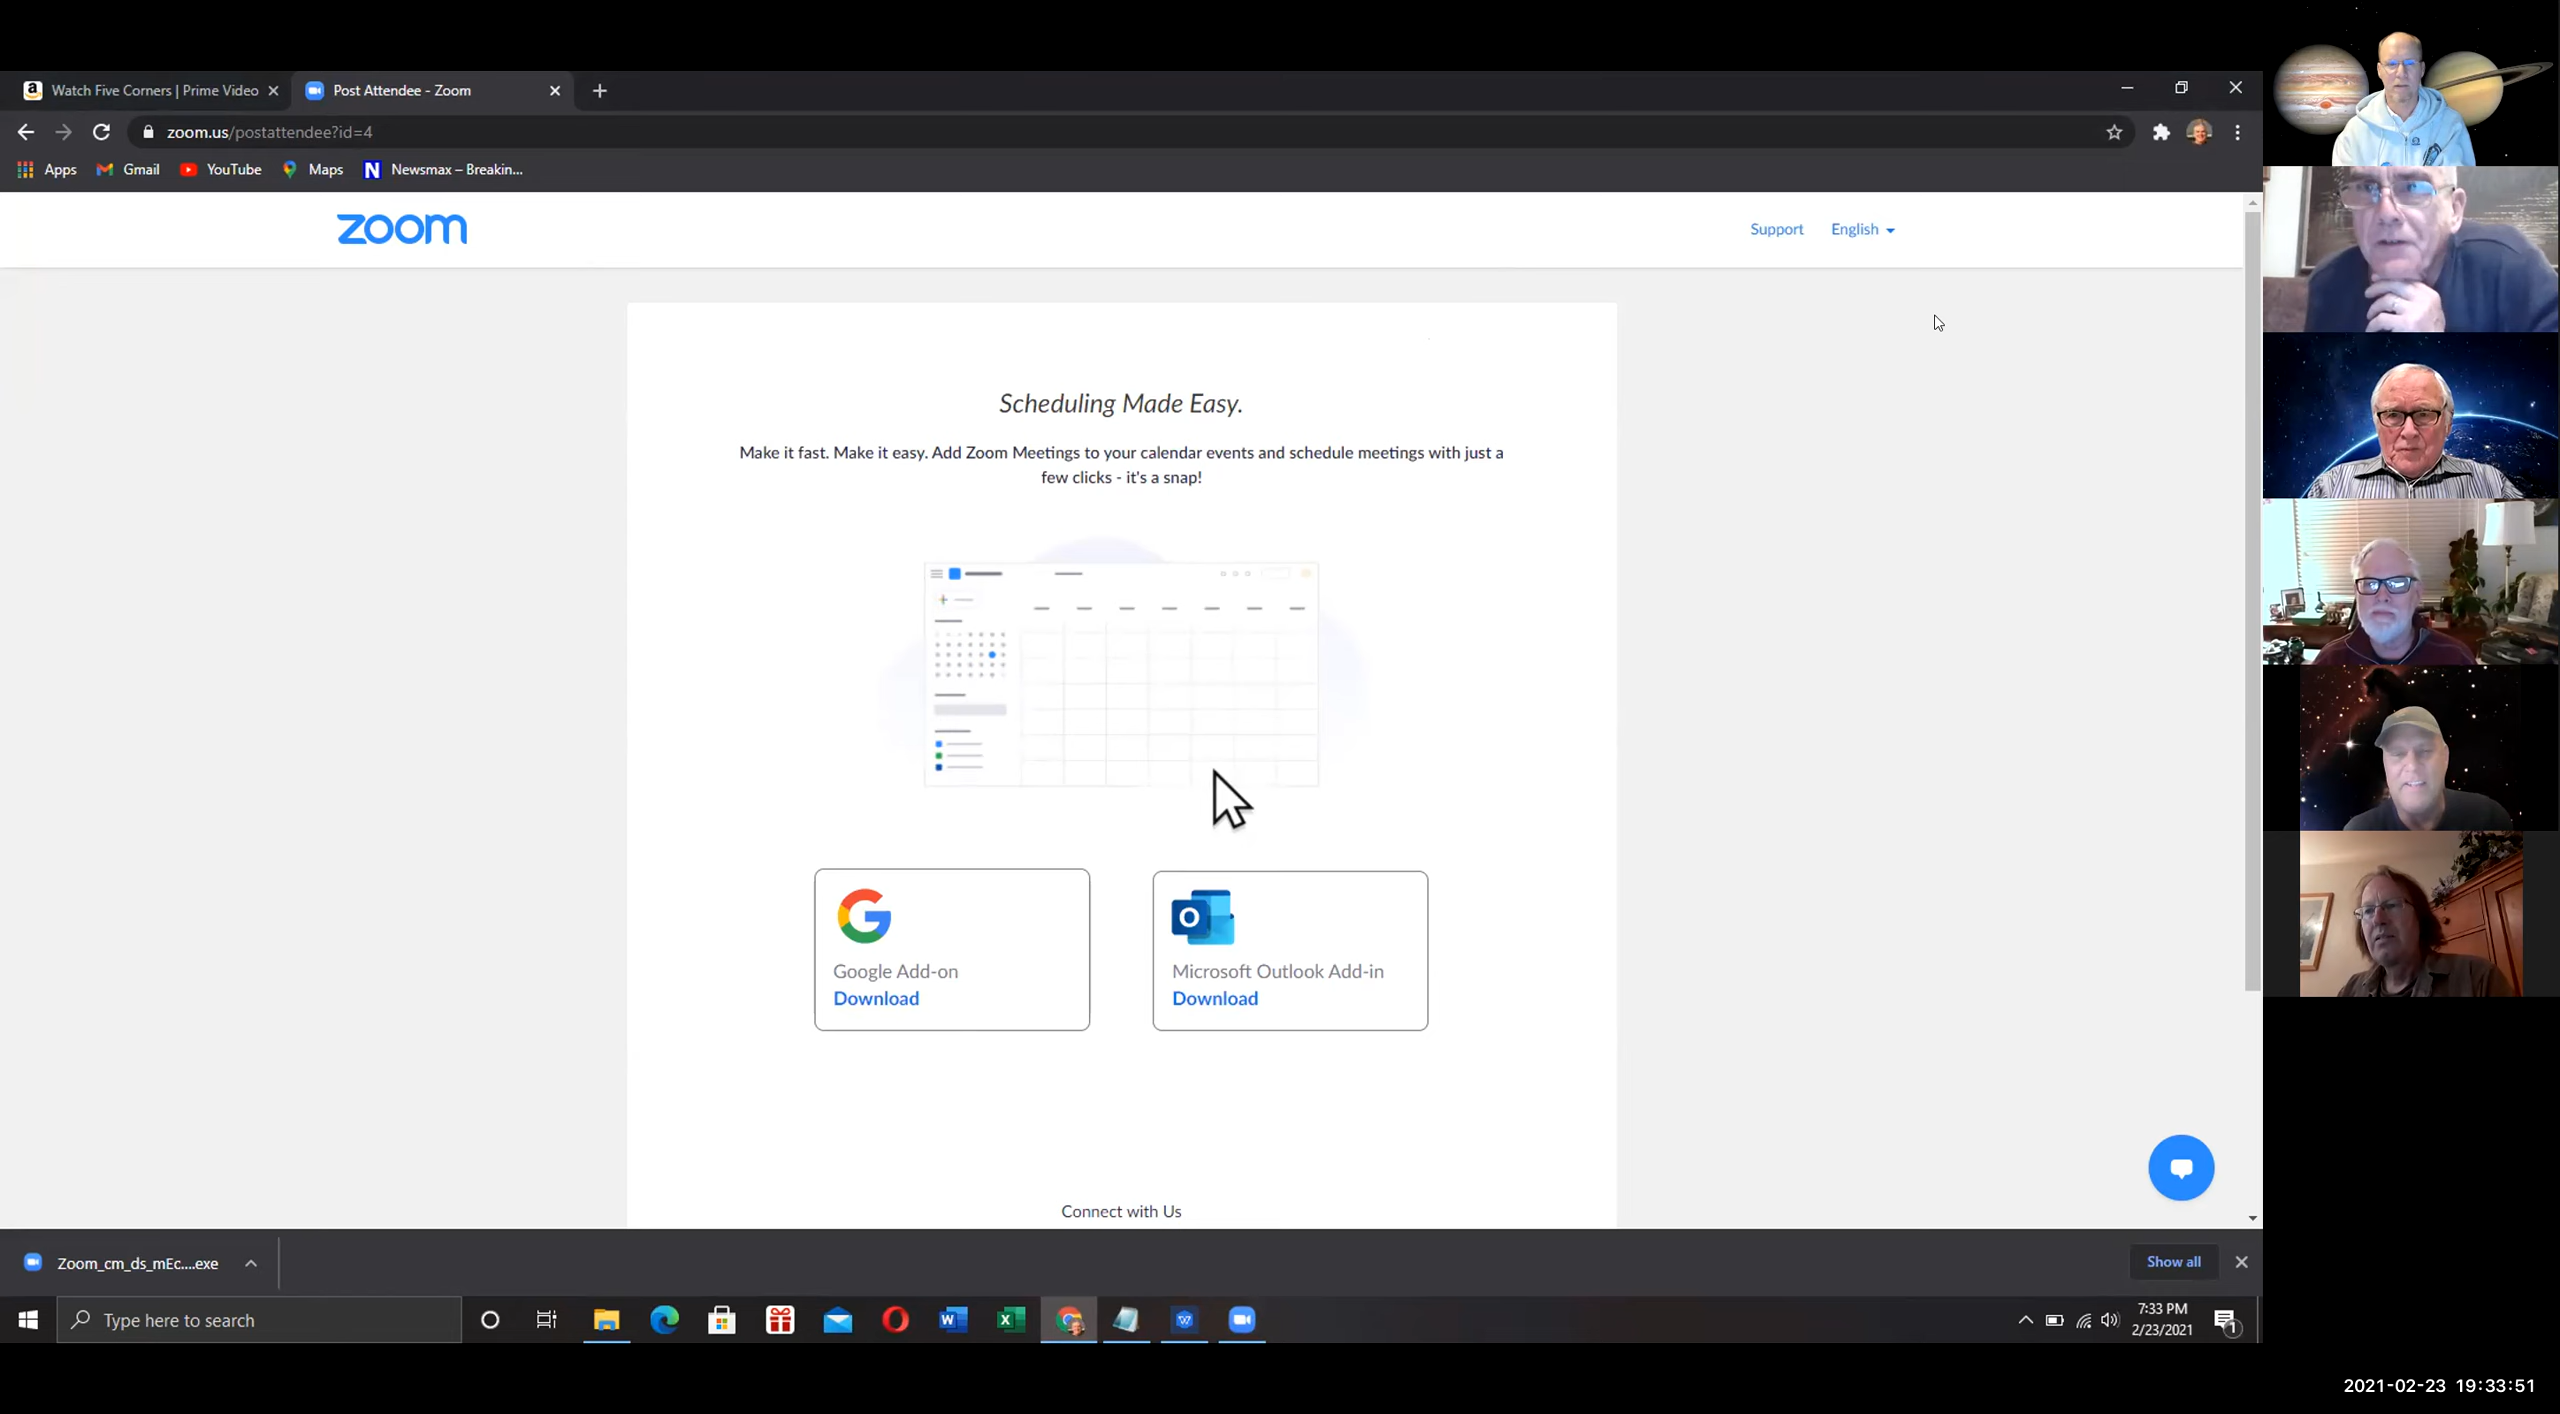 Watch Five Corners | Prime Video
Post Attendee - Zoom
zoom.us/postattendee?id=4
Apps
Gmail
YouTube
Maps
N
Newsmax – Breakin...
zoom
Support
English
Scheduling Made Easy.
Make it fast. Make it easy. Add Zoom Meetings to your calendar events and schedule meetings with just a
few clicks - it's a snap!
Google Add-on
Download
Microsoft Outlook Add-in
Download
Connect with Us
Zoom_cm_ds_mEc....exe
Show all
Type here to search
7:33 PM
2/23/2021
1
2021-02-23 19:33:51